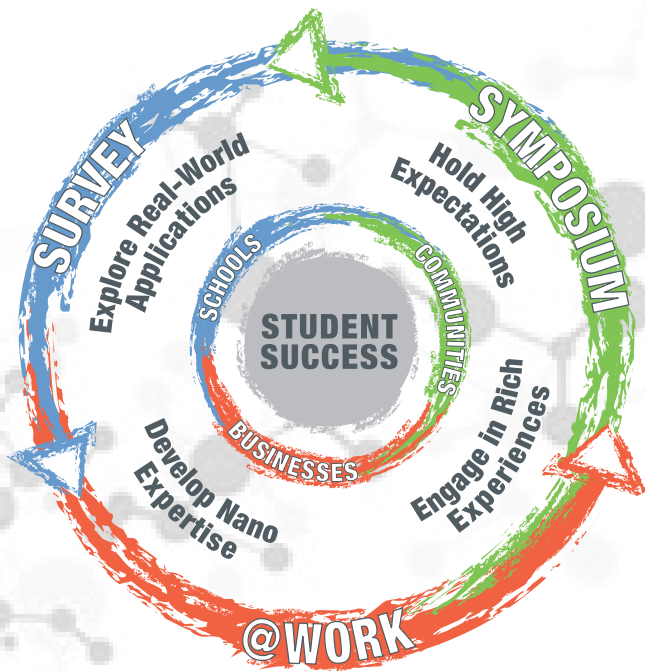 SURVEY
SYMPOSIUM
Explore Real-World
Applications
Hold High
Expectations
SCHOOLS
COMMUNITIES
STUDENT
SUCCESS
BUSINESSES
Develop Nano
Expertise
Engage in Rich
Experiences
@WORK